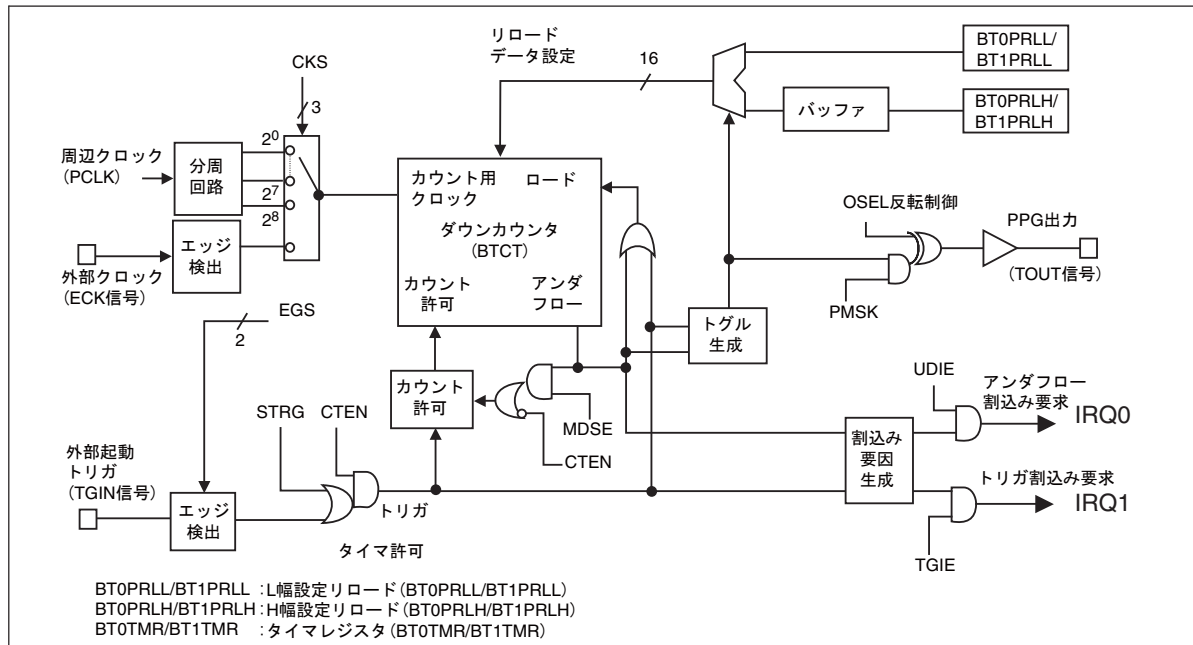 リロード
データ設定
BT0PRLL/
BT1PRLL
CKS
16
3
バッファ
BT0PRLH/
BT1PRLH
周辺クロック
(PCLK)
分周
回路
2⁰
2⁷
2⁸
カウント用
クロック
ロード
ダウンカウンタ
(BTCT)
カウント
許可
アンダ
フロー
外部クロック
(ECK信号)
エッジ
検出
OSEL反転制御
PPG出力
(TOUT信号)
PMSK
EGS
2
トグル
生成
カウント
許可
MDSE
CTEN
STRG
CTEN
UDIE
アンダフロー
割込み要求
IRQ0
割込み
要因
生成
外部起動
トリガ
(TGIN信号)
エッジ
検出
トリガ
タイマ許可
トリガ割込み要求
IRQ1
TGIE
BT0PRLL/BT1PRLL :L幅設定リロード(BT0PRLL/BT1PRLL)
BT0PRLH/BT1PRLH :H幅設定リロード(BT0PRLH/BT1PRLH)
BT0TMR/BT1TMR :タイマレジスタ(BT0TMR/BT1TMR)